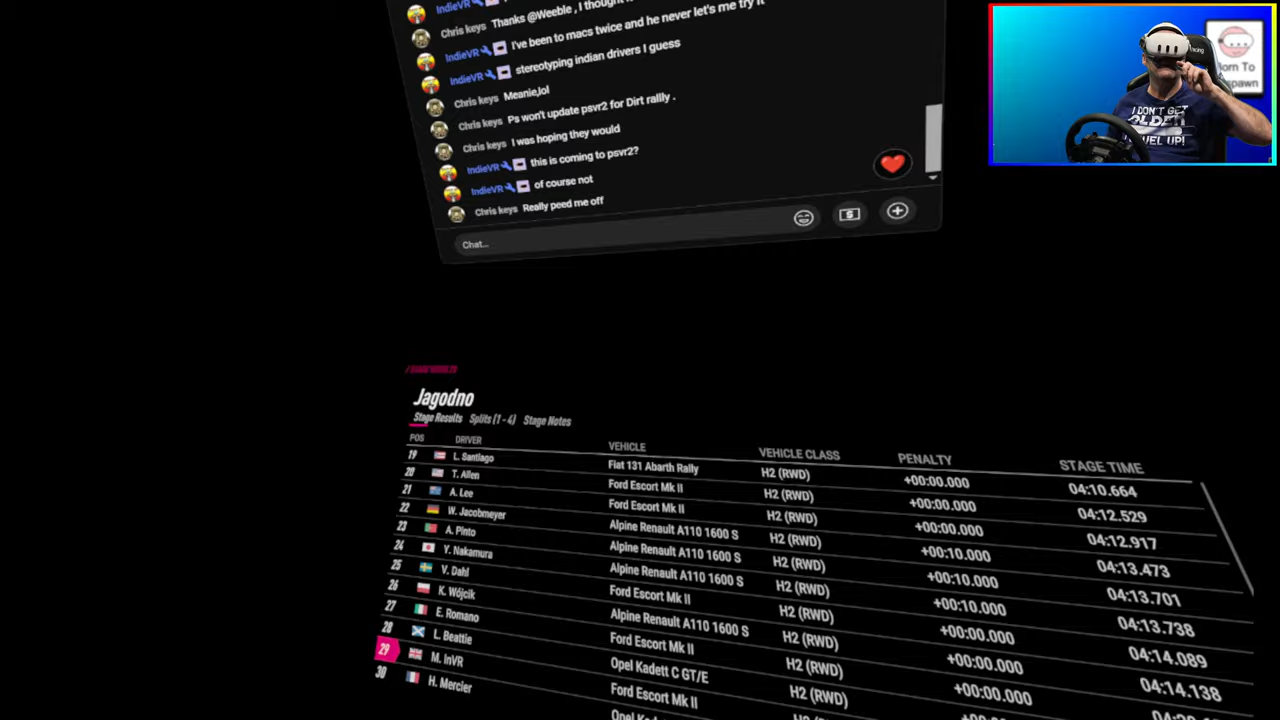 IndieVR
Chris keys Thanks @Weeble , I thought
IndieVR I've been to macs twice and he never let's me try it
IndieVR stereotyping indian drivers I guess
Chris keys Meanie,lol
Chris keys Ps won't update psvr2 for Dirt rallly .
Chris keys I was hoping they would
IndieVR this is coming to psvr2?
IndieVR of course not
Chris keys Really peed me off
Chat...
I DON'T GET
OLDER
LEVEL UP!
Jagodno
Stage Results Splits (1 - 4) Stage Notes
POS DRIVER VEHICLE VEHICLE CLASS PENALTY STAGE TIME
19 L. Santiago Fiat 131 Abarth Rally H2 (RWD) +00:00.000 04:10.664
20 T. Allen Ford Escort Mk II H2 (RWD) +00:00.000 04:12.529
21 A. Lee Ford Escort Mk II H2 (RWD) +00:00.000 04:12.917
22 W. Jacobmeyer Alpine Renault A110 1600 S H2 (RWD) +00:10.000 04:13.473
23 A. Pinto Alpine Renault A110 1600 S H2 (RWD) +00:10.000 04:13.701
24 Y. Nakamura Alpine Renault A110 1600 S H2 (RWD) +00:10.000 04:13.738
25 V. Dahl Ford Escort Mk II H2 (RWD) +00:00.000 04:14.089
26 K. Wójcik Alpine Renault A110 1600 S H2 (RWD) +00:00.000 04:14.138
27 E. Romano Ford Escort Mk II H2 (RWD) +00:00.000
28 L. Beattie Opel Kadett C GT/E H2 (RWD)
29 M. InVR Ford Escort Mk II
30 H. Mercier